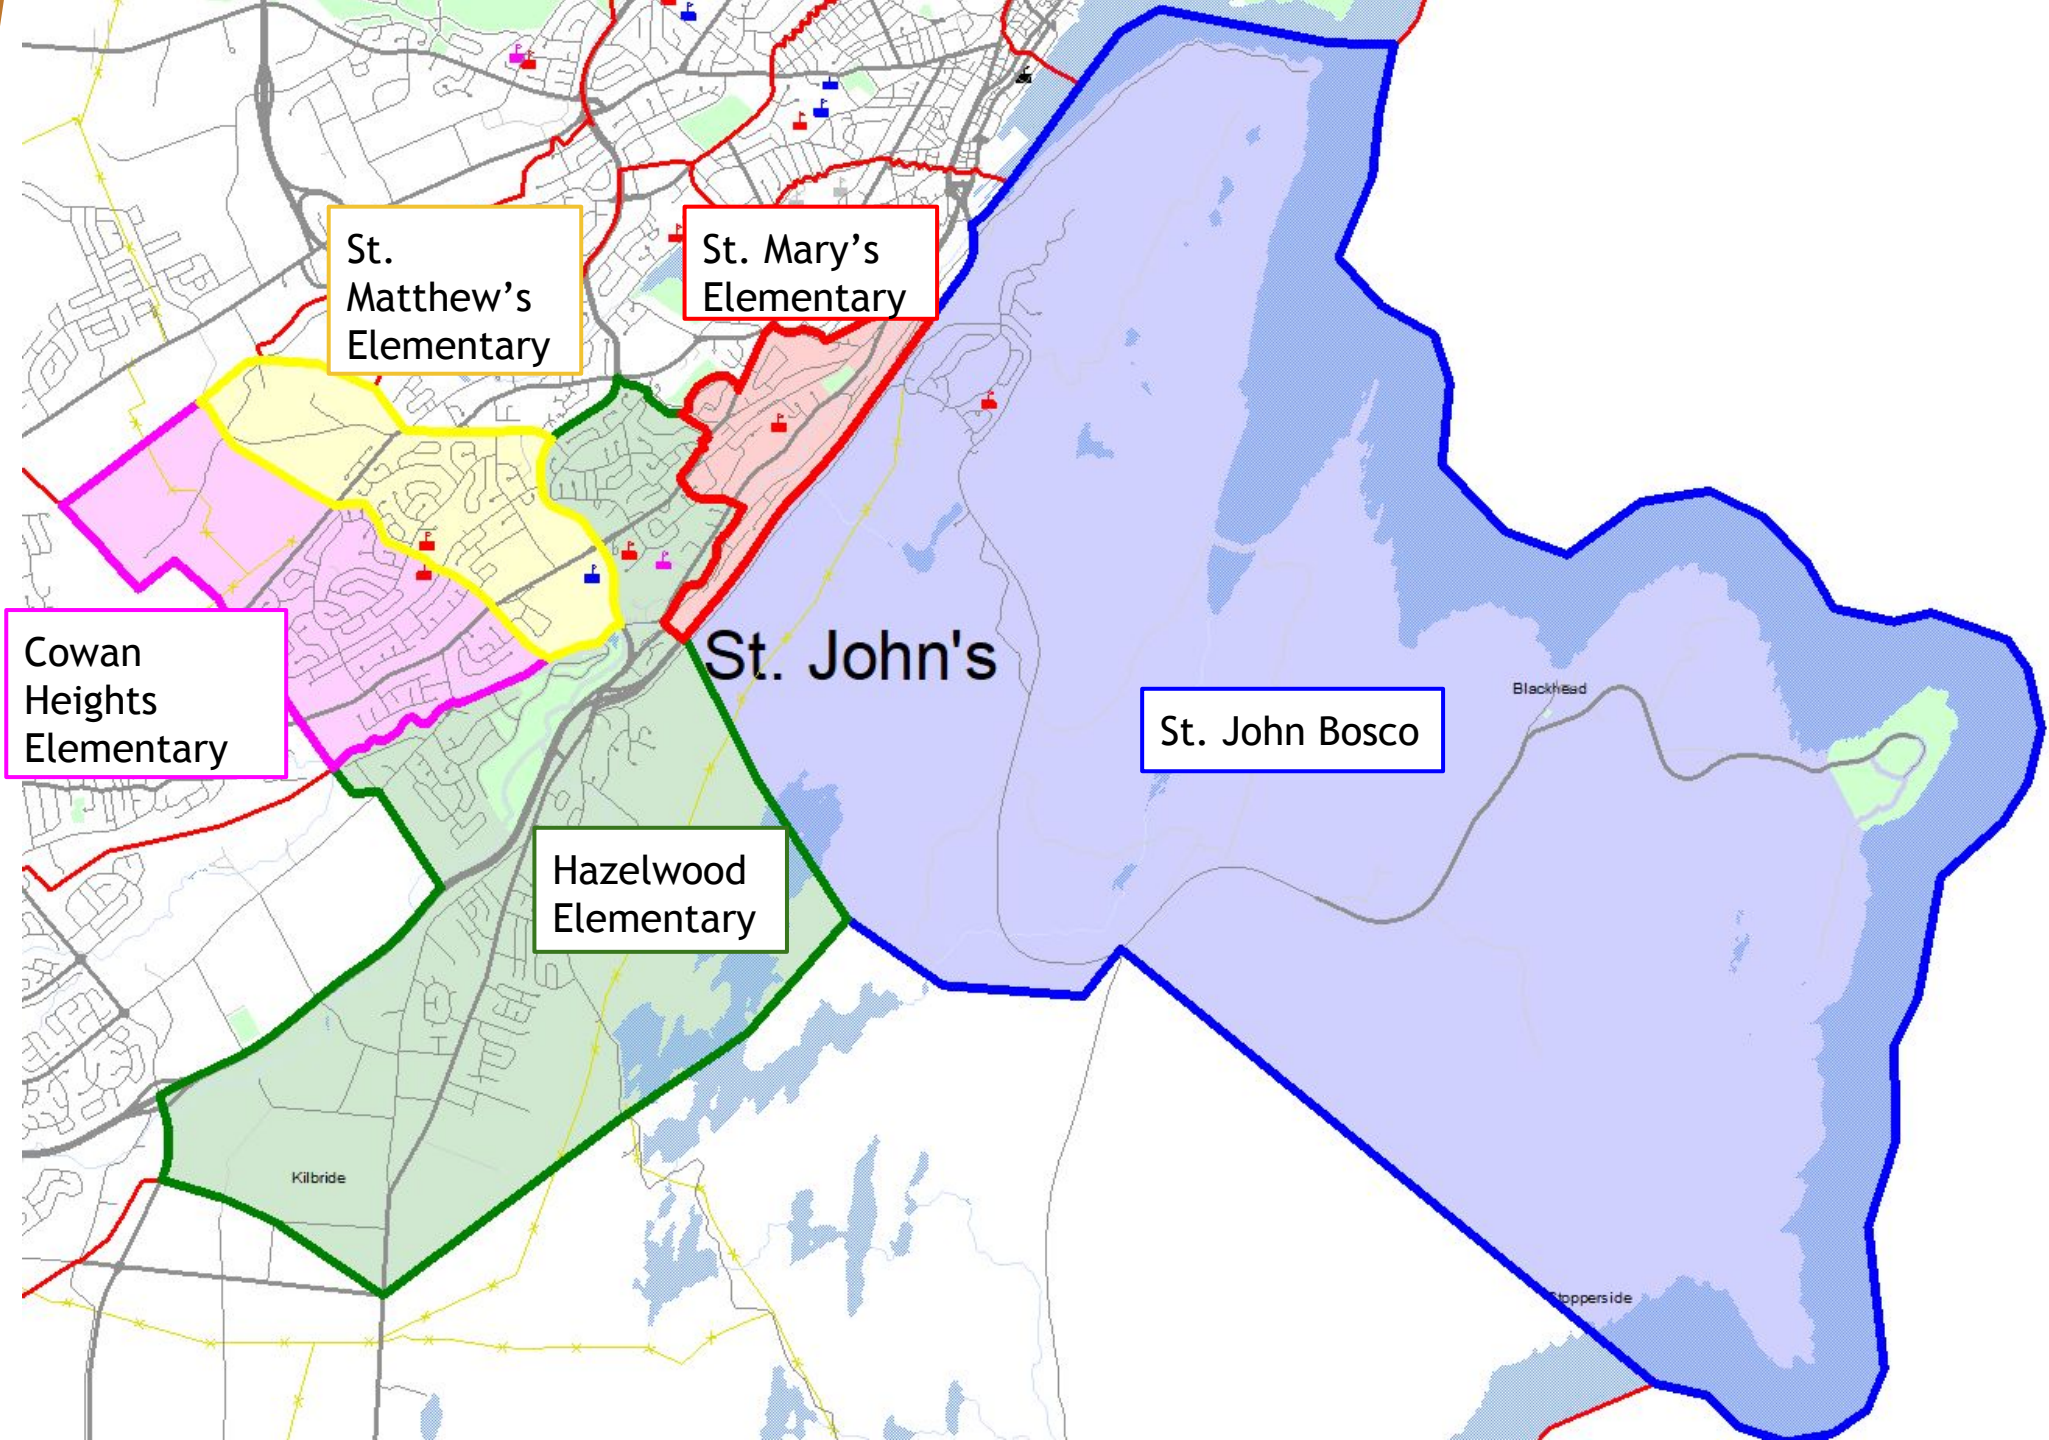 St.
Matthew’s
Elementary
St. Mary’s
Elementary
Cowan
Heights
Elementary
St. John's
Blackhead
St. John Bosco
Hazelwood
Elementary
Kilbride